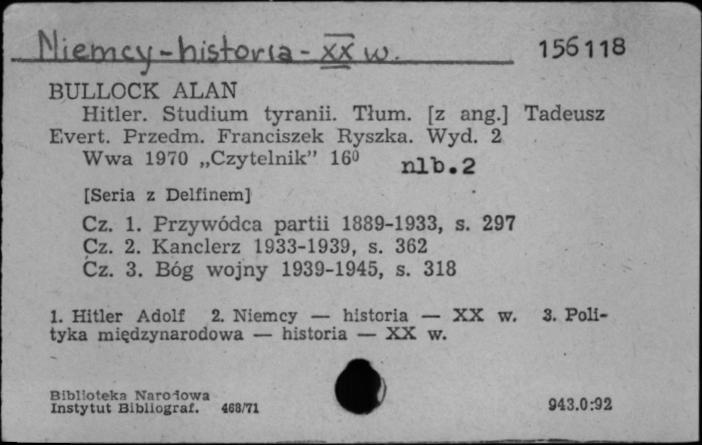 Niemcy - historia - XX w. 156118
BULLOCK ALAN
Hitler. Studium tyranii. Tłum. [z ang.] Tadeusz
Evert. Przedm. Franciszek Ryszka. Wyd. 2
Wwa 1970 „Czytelnik” 16⁰ nlb.2
[Seria z Delfinem]
Cz. 1. Przywódca partii 1889-1933, s. 297
Cz. 2. Kanclerz 1933-1939, s. 362
Cz. 3. Bóg wojny 1939-1945, s. 318
1. Hitler Adolf 2. Niemcy — historia — XX w. 3. Poli-
tyka międzynarodowa — historia — XX w.
Biblioteka Narodowa
Instytut Bibliograf. 468/71 943.0:92